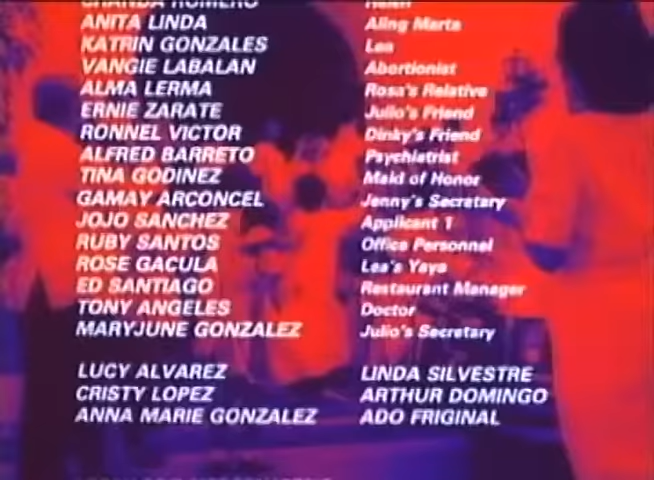 CHANDA ROMERO Helen
ANITA LINDA Aling Marta
KATRIN GONZALES Lea
VANGIE LABALAN Abortionist
ALMA LERMA Rosa's Relative
ERNIE ZARATE Julio's Friend
RONNEL VICTOR Dinky's Friend
ALFRED BARRETO Psychiatrist
TINA GODINEZ Maid of Honor
GAMAY ARCONCEL Jenny's Secretary
JOJO SANCHEZ Applicant 1
RUBY SANTOS Office Personnel
ROSE GACULA Lea's Yaya
ED SANTIAGO Restaurant Manager
TONY ANGELES Doctor
MARYJUNE GONZALEZ Julio's Secretary
LUCY ALVAREZ LINDA SILVESTRE
CRISTY LOPEZ ARTHUR DOMINGO
ANNA MARIE GONZALEZ ADO FRIGINAL